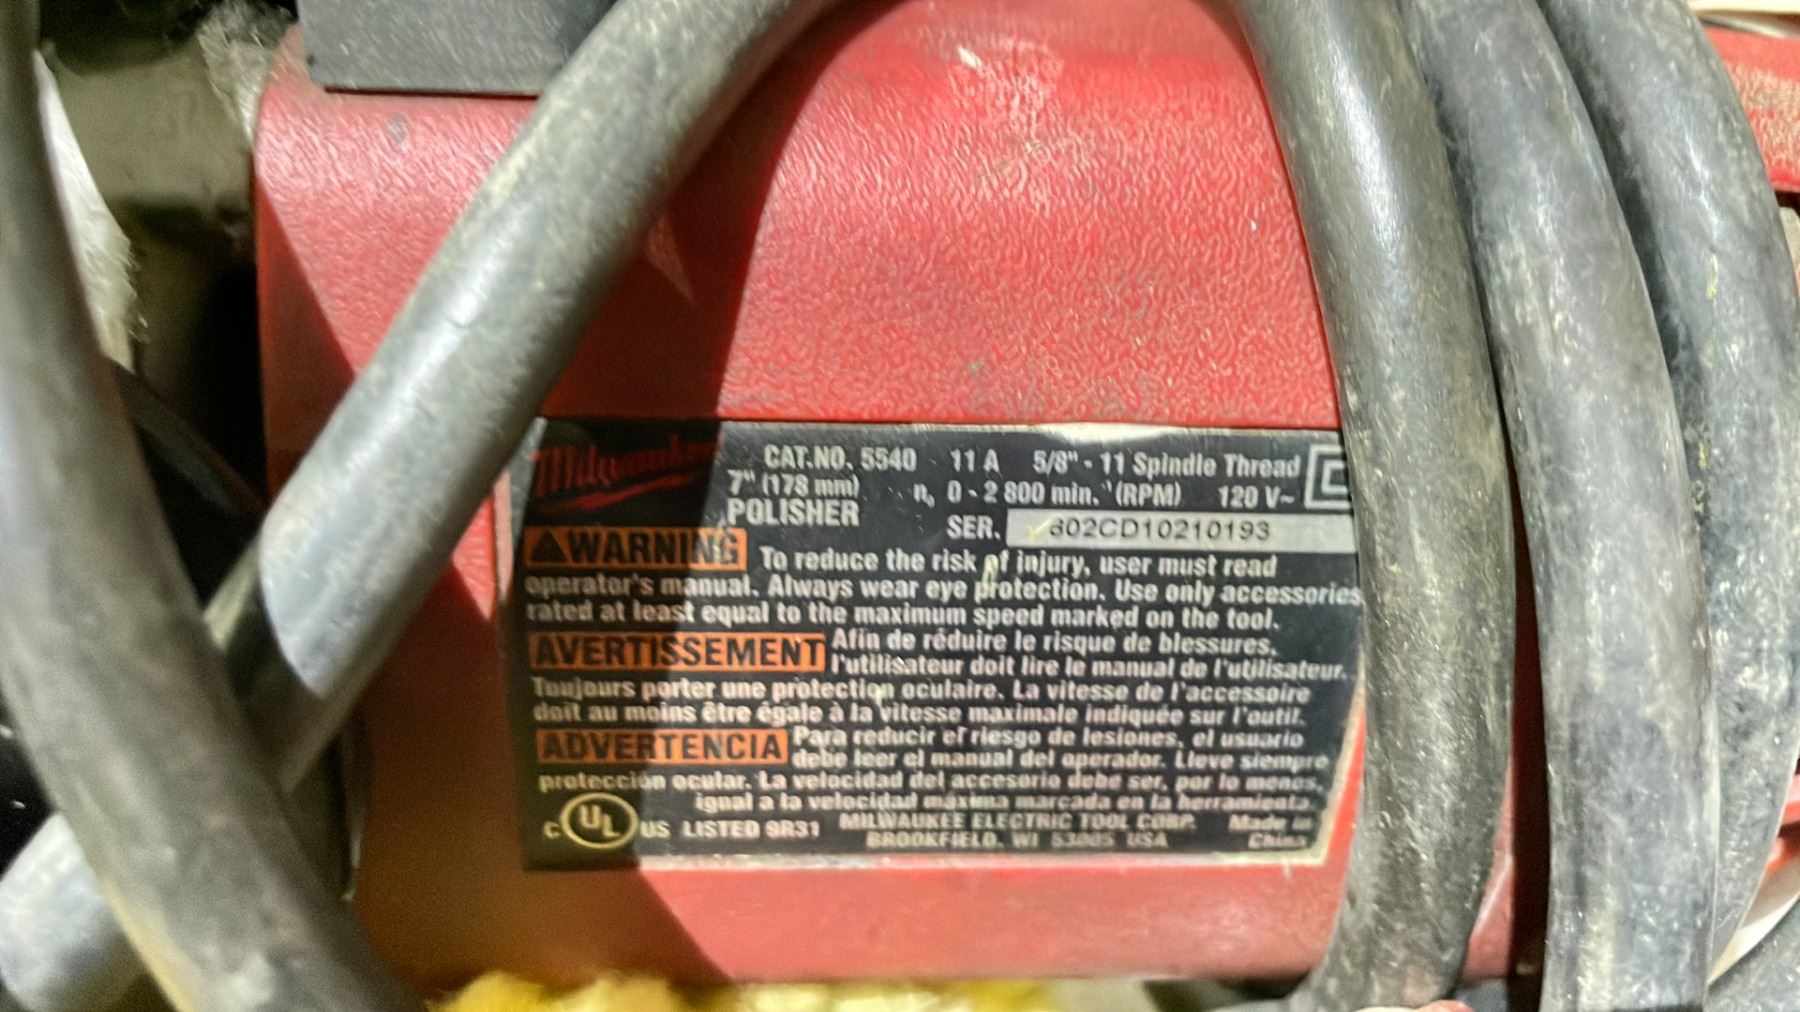 Milwaukee
CAT.NO. 5540 11 A 5/8" - 11 Spindle Thread
7" (178 mm) n₀ 0 - 2 800 min.⁻¹ (RPM) 120 V~
POLISHER
SER. 602CD10210193
WARNING To reduce the risk of injury, user must read
operator's manual. Always wear eye protection. Use only accessories
rated at least equal to the maximum speed marked on the tool.
AVERTISSEMENT Afin de réduire le risque de blessures,
l'utilisateur doit lire le manual de l'utilisateur.
Toujours porter une protection oculaire. La vitesse de l'accessoire
doit au moins être égale à la vitesse maximale indiquée sur l'outil.
ADVERTENCIA Para reducir el riesgo de lesiones, el usuario
debe leer el manual del operador. Lleve siempre
protección ocular. La velocidad del accesorio debe ser, por lo menos,
igual a la velocidad máxima marcada en la herramienta.
C UL US LISTED 9R31 MILWAUKEE ELECTRIC TOOL CORP. Made in
BROOKFIELD, WI 53005 USA China